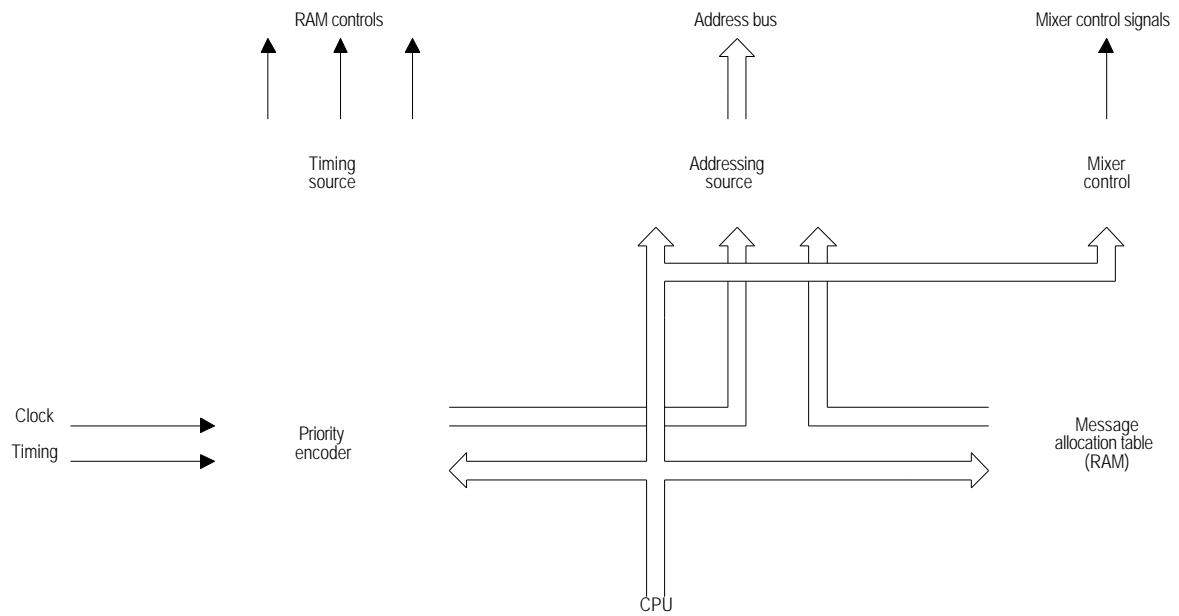 RAM controls
Address bus
Mixer control signals
Timing
source
Addressing
source
Mixer
control
Clock
Timing
Priority
encoder
Message
allocation table
(RAM)
CPU